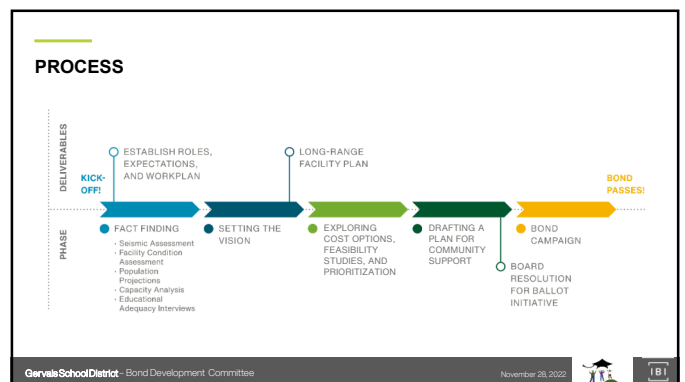 PROCESS
DELIVERABLES
KICK-
OFF!
ESTABLISH ROLES,
EXPECTATIONS,
AND WORKPLAN
LONG-RANGE
FACILITY PLAN
BOND
PASSES!
PHASE
FACT FINDING
· Seismic Assessment
· Facility Condition
Assessment
· Population
Projections
· Capacity Analysis
· Educational
Adequacy Interviews
SETTING THE
VISION
EXPLORING
COST OPTIONS,
FEASIBILITY
STUDIES, AND
PRIORITIZATION
DRAFTING A
PLAN FOR
COMMUNITY
SUPPORT
BOARD
RESOLUTION
FOR BALLOT
INITIATIVE
BOND
CAMPAIGN
Gervais School District – Bond Development Committee
November 28, 2022
IBI